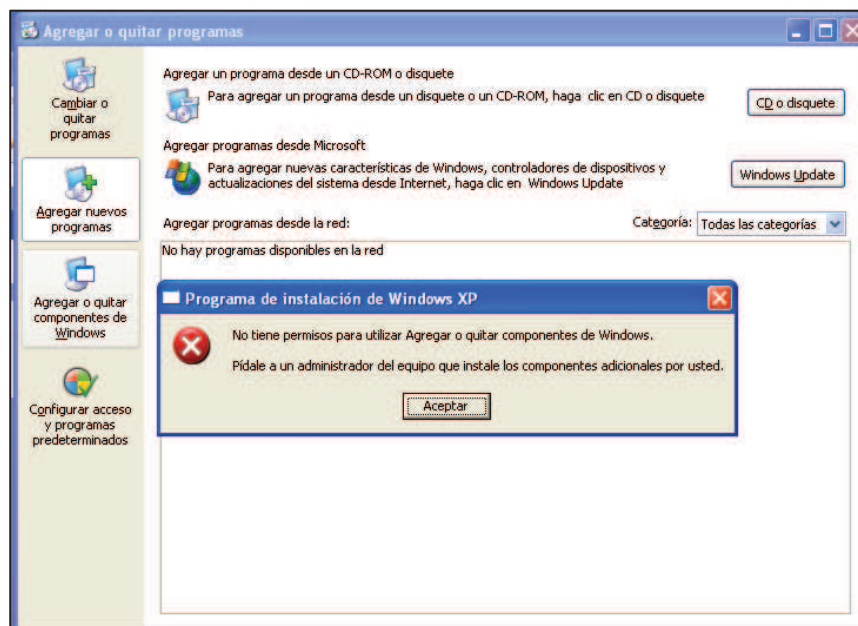 Agregar o quitar programas
Cambiar o
quitar
programas
Agregar nuevos
programas
Agregar o quitar
componentes de
Windows
Configurar acceso
y programas
predeterminados
Agregar un programa desde un CD-ROM o disquete
Para agregar un programa desde un disquete o un CD-ROM, haga clic en CD o disquete
CD o disquete
Agregar programas desde Microsoft
Para agregar nuevas características de Windows, controladores de dispositivos y
actualizaciones del sistema desde Internet, haga clic en Windows Update
Windows Update
Agregar programas desde la red:
Categoría: Todas las categorías
No hay programas disponibles en la red
Programa de instalación de Windows XP
No tiene permisos para utilizar Agregar o quitar componentes de Windows.
Pídale a un administrador del equipo que instale los componentes adicionales por usted.
Aceptar